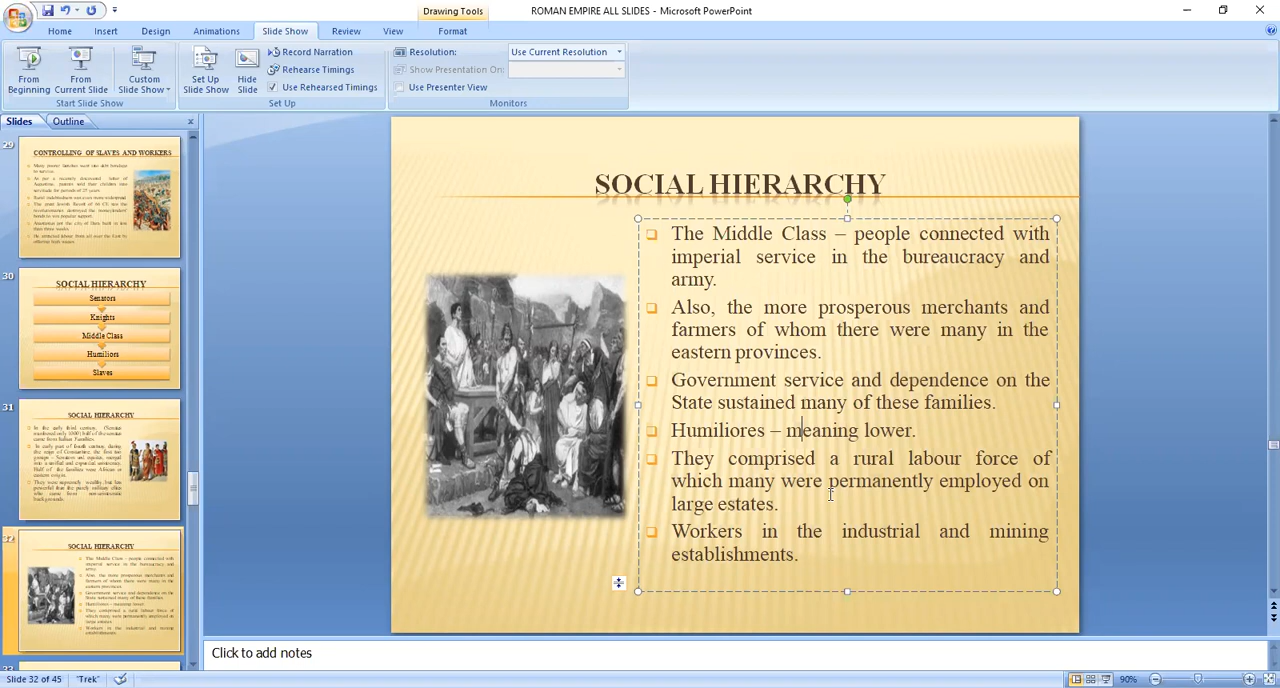 ROMAN EMPIRE ALL SLIDES - Microsoft PowerPoint
Drawing Tools
Home Insert Design Animations Slide Show Review View Format
From Beginning
From Current Slide
Custom Slide Show
Start Slide Show
Set Up Slide Show
Hide Slide
Record Narration
Rehearse Timings
Use Rehearsed Timings
Set Up
Resolution: Use Current Resolution
Show Presentation On:
Use Presenter View
Monitors
Slides Outline
29
CONTROLLING OF SLAVES AND WORKERS
30
SOCIAL HIERARCHY
Senators
Knights
Middle Class
Humiliors
Slaves
31
SOCIAL HIERARCHY
32
SOCIAL HIERARCHY
33
SOCIAL HIERARCHY
The Middle Class – people connected with
imperial service in the bureaucracy and
army.
Also, the more prosperous merchants and
farmers of whom there were many in the
eastern provinces.
Government service and dependence on the
State sustained many of these families.
Humiliores – meaning lower.
They comprised a rural labour force of
which many were permanently employed on
large estates.
Workers in the industrial and mining
establishments.
Click to add notes
Slide 32 of 45 "Trek" 90%